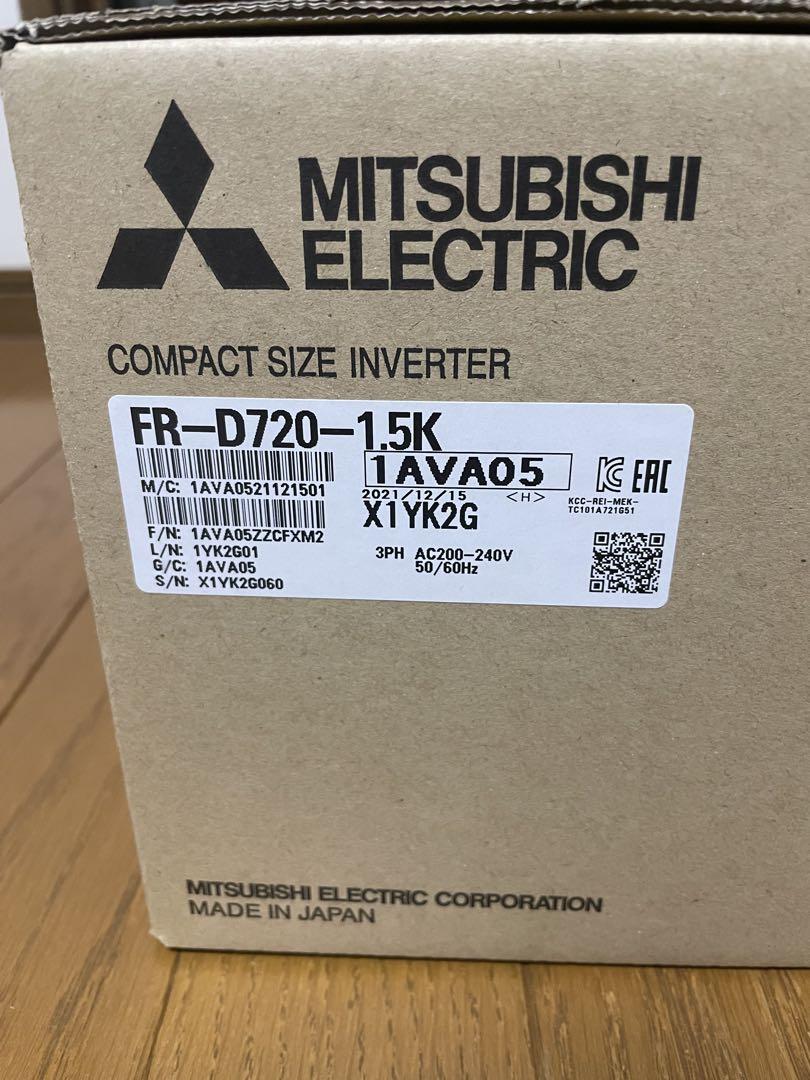 MITSUBISHI
ELECTRIC
COMPACT SIZE INVERTER
FR-D720-1.5K
1AVA05
M/C: 1AVA0521121501
2021/12/15 <H>
X1YK2G
KCC-REI-MEK-
TC101A721G51
EAC
F/N: 1AVA05ZZCFXM2
L/N: 1YK2G01
G/C: 1AVA05
S/N: X1YK2G060
3PH AC200-240V
50/60Hz
MITSUBISHI ELECTRIC CORPORATION
MADE IN JAPAN